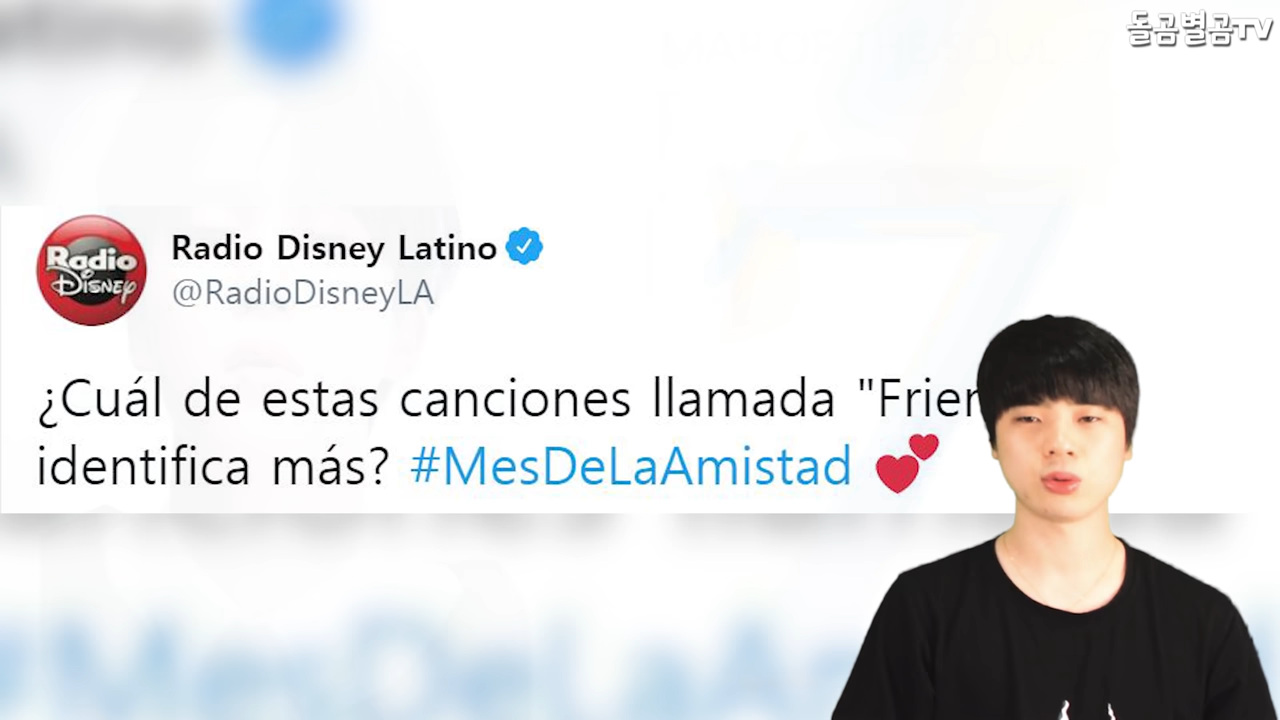 돌곰별곰TV
Radio Disney Latino
@RadioDisneyLA
Radio
Disney
¿Cuál de estas canciones llamada "Frien
identifica más? #MesDeLaAmistad 💕